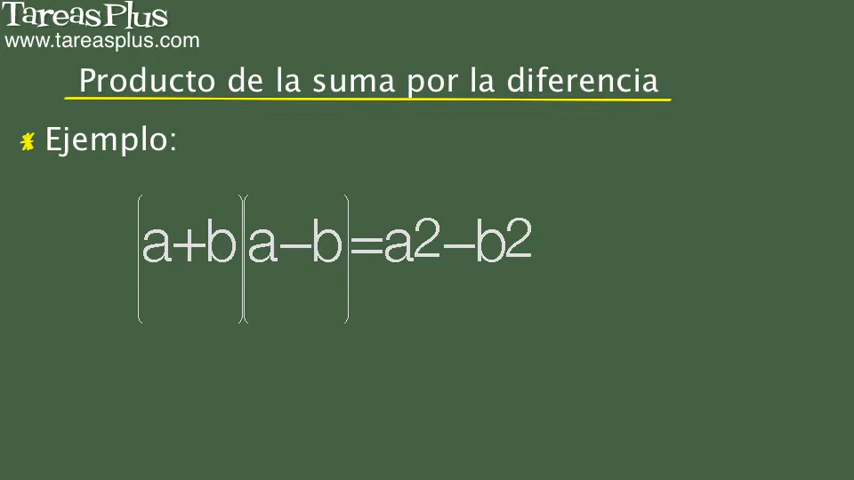 TareasPlus
www.tareasplus.com
Producto de la suma por la diferencia
* Ejemplo:
(a+b)(a−b)=a²−b²